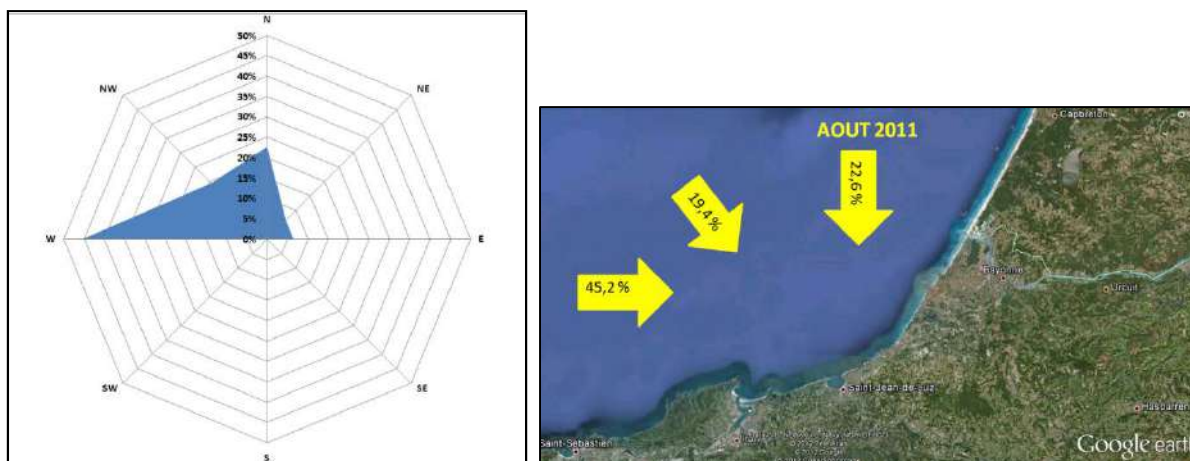 N
50%
45%
40%
35%
30%
25%
20%
15%
10%
5%
0%
NW
NE
W
E
SW
SE
S
AOUT 2011
22,6 %
19,4 %
45,2 %
Capbreton
Bayonne
Urcuit
Saint-Jean-de-Luz
Hasparren
Saint-Sébastien
Google earth